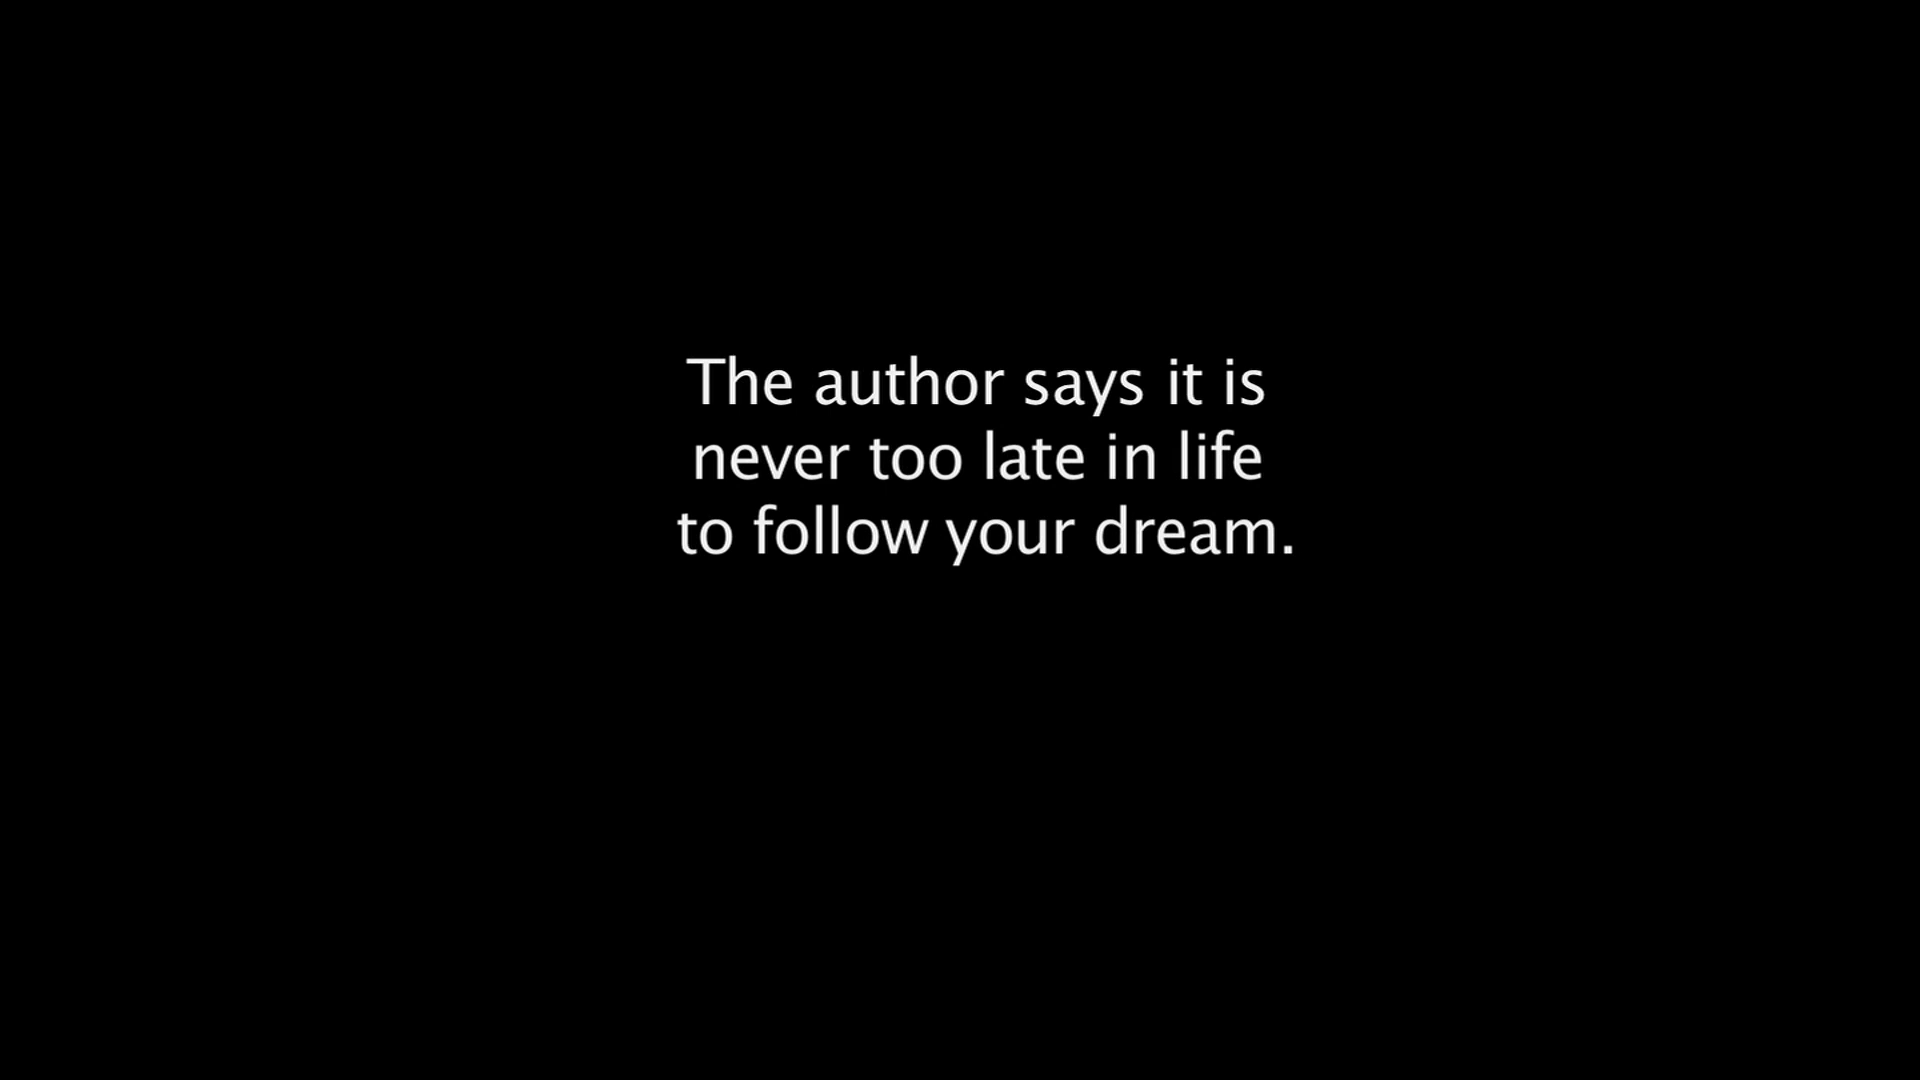 The author says it is
never too late in life
to follow your dream.